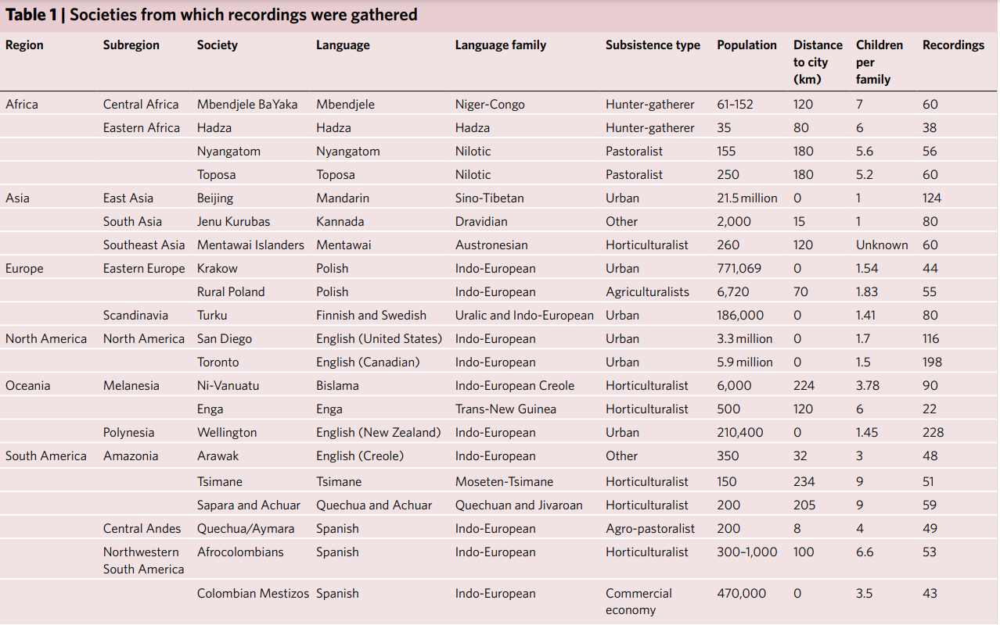 Table 1 | Societies from which recordings were gathered
Region Subregion Society Language Language family Subsistence type Population Distance to city (km) Children per family Recordings
Africa Central Africa Mbendjele BaYaka Mbendjele Niger-Congo Hunter-gatherer 61–152 120 7 60
Eastern Africa Hadza Hadza Hadza Hunter-gatherer 35 80 6 38
Nyangatom Nyangatom Nilotic Pastoralist 155 180 5.6 56
Toposa Toposa Nilotic Pastoralist 250 180 5.2 60
Asia East Asia Beijing Mandarin Sino-Tibetan Urban 21.5 million 0 1 124
South Asia Jenu Kurubas Kannada Dravidian Other 2,000 15 1 80
Southeast Asia Mentawai Islanders Mentawai Austronesian Horticulturalist 260 120 Unknown 60
Europe Eastern Europe Krakow Polish Indo-European Urban 771,069 0 1.54 44
Rural Poland Polish Indo-European Agriculturalists 6,720 70 1.83 55
Scandinavia Turku Finnish and Swedish Uralic and Indo-European Urban 186,000 0 1.41 80
North America North America San Diego English (United States) Indo-European Urban 3.3 million 0 1.7 116
Toronto English (Canadian) Indo-European Urban 5.9 million 0 1.5 198
Oceania Melanesia Ni-Vanuatu Bislama Indo-European Creole Horticulturalist 6,000 224 3.78 90
Enga Enga Trans-New Guinea Horticulturalist 500 120 6 22
Polynesia Wellington English (New Zealand) Indo-European Urban 210,400 0 1.45 228
South America Amazonia Arawak English (Creole) Indo-European Other 350 32 3 48
Tsimane Tsimane Moseten-Tsimane Horticulturalist 150 234 9 51
Sapara and Achuar Quechua and Achuar Quechuan and Jivaroan Horticulturalist 200 205 9 59
Central Andes Quechua/Aymara Spanish Indo-European Agro-pastoralist 200 8 4 49
Northwestern South America Afrocolombians Spanish Indo-European Horticulturalist 300–1,000 100 6.6 53
Colombian Mestizos Spanish Indo-European Commercial economy 470,000 0 3.5 43